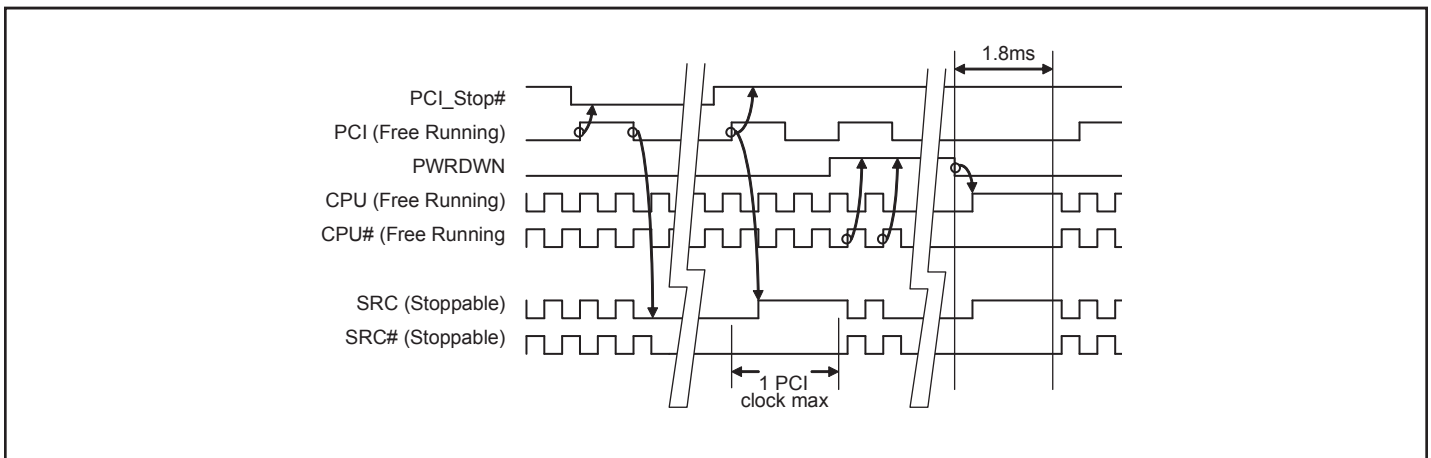 1.8ms
PCI_Stop#
PCI (Free Running)
PWRDWN
CPU (Free Running)
CPU# (Free Running
SRC (Stoppable)
SRC# (Stoppable)
1 PCI
clock max